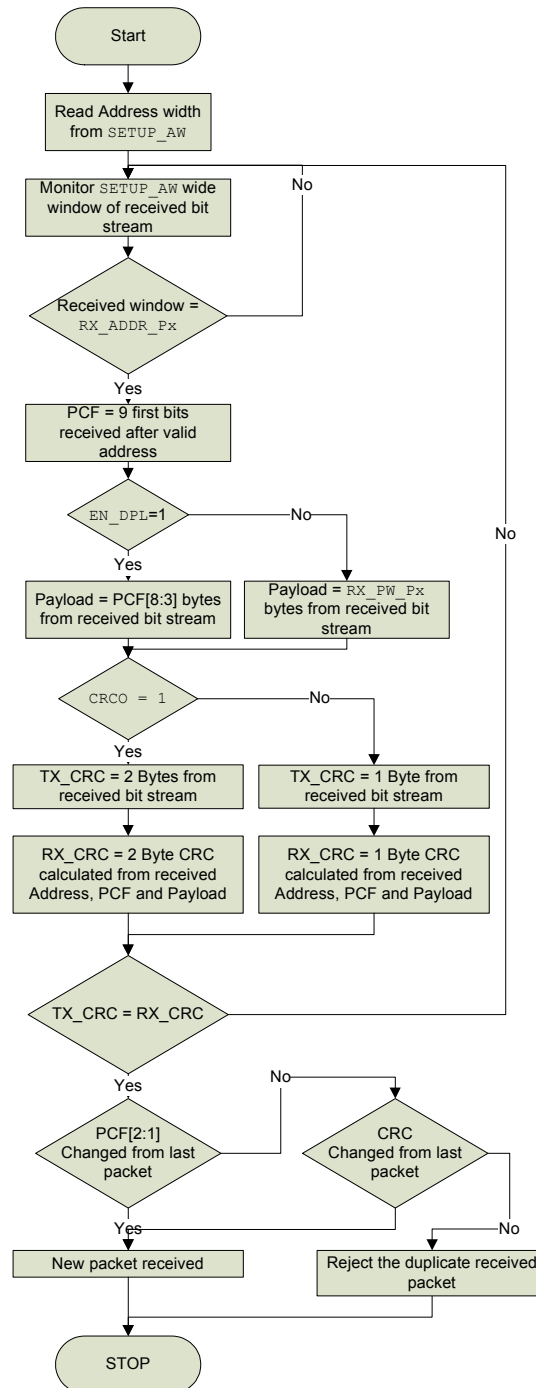 Start
Read Address width
from SETUP_AW
No
Monitor SETUP_AW wide
window of received bit
stream
Received window =
RX_ADDR_Px
Yes
PCF = 9 first bits
received after valid
address
EN_DPL=1
No
No
Yes
Payload = PCF[8:3] bytes
from received bit stream
Payload = RX_PW_Px
bytes from received bit
stream
CRCO = 1
No
Yes
TX_CRC = 2 Bytes from
received bit stream
TX_CRC = 1 Byte from
received bit stream
RX_CRC = 2 Byte CRC
calculated from received
Address, PCF and Payload
RX_CRC = 1 Byte CRC
calculated from received
Address, PCF and Payload
TX_CRC = RX_CRC
Yes
No
PCF[2:1]
Changed from last
packet
CRC
Changed from last
packet
Yes
No
New packet received
Reject the duplicate received
packet
STOP